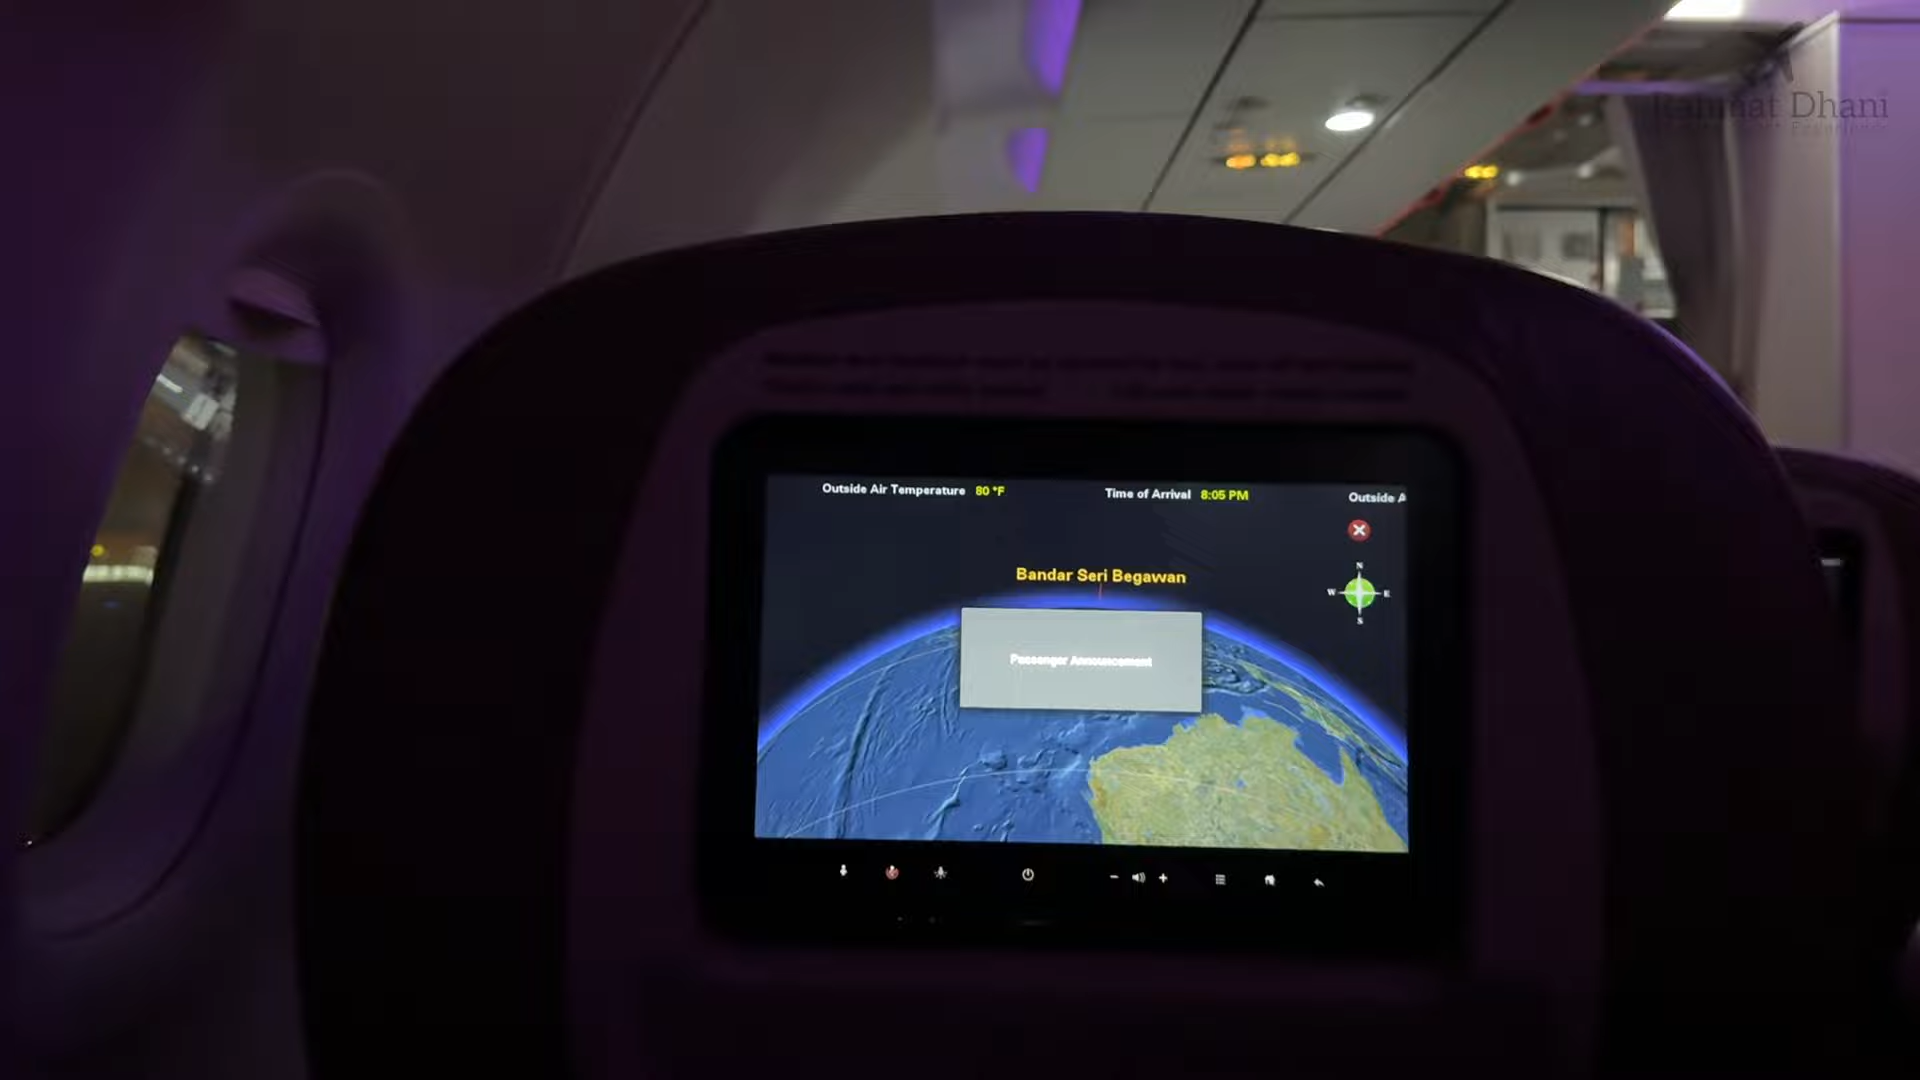 Rahmat Dhani
Outside Air Temperature 80 °F Time of Arrival 8:05 PM Outside A
N
W E
S
Bandar Seri Begawan
Passenger Announcement